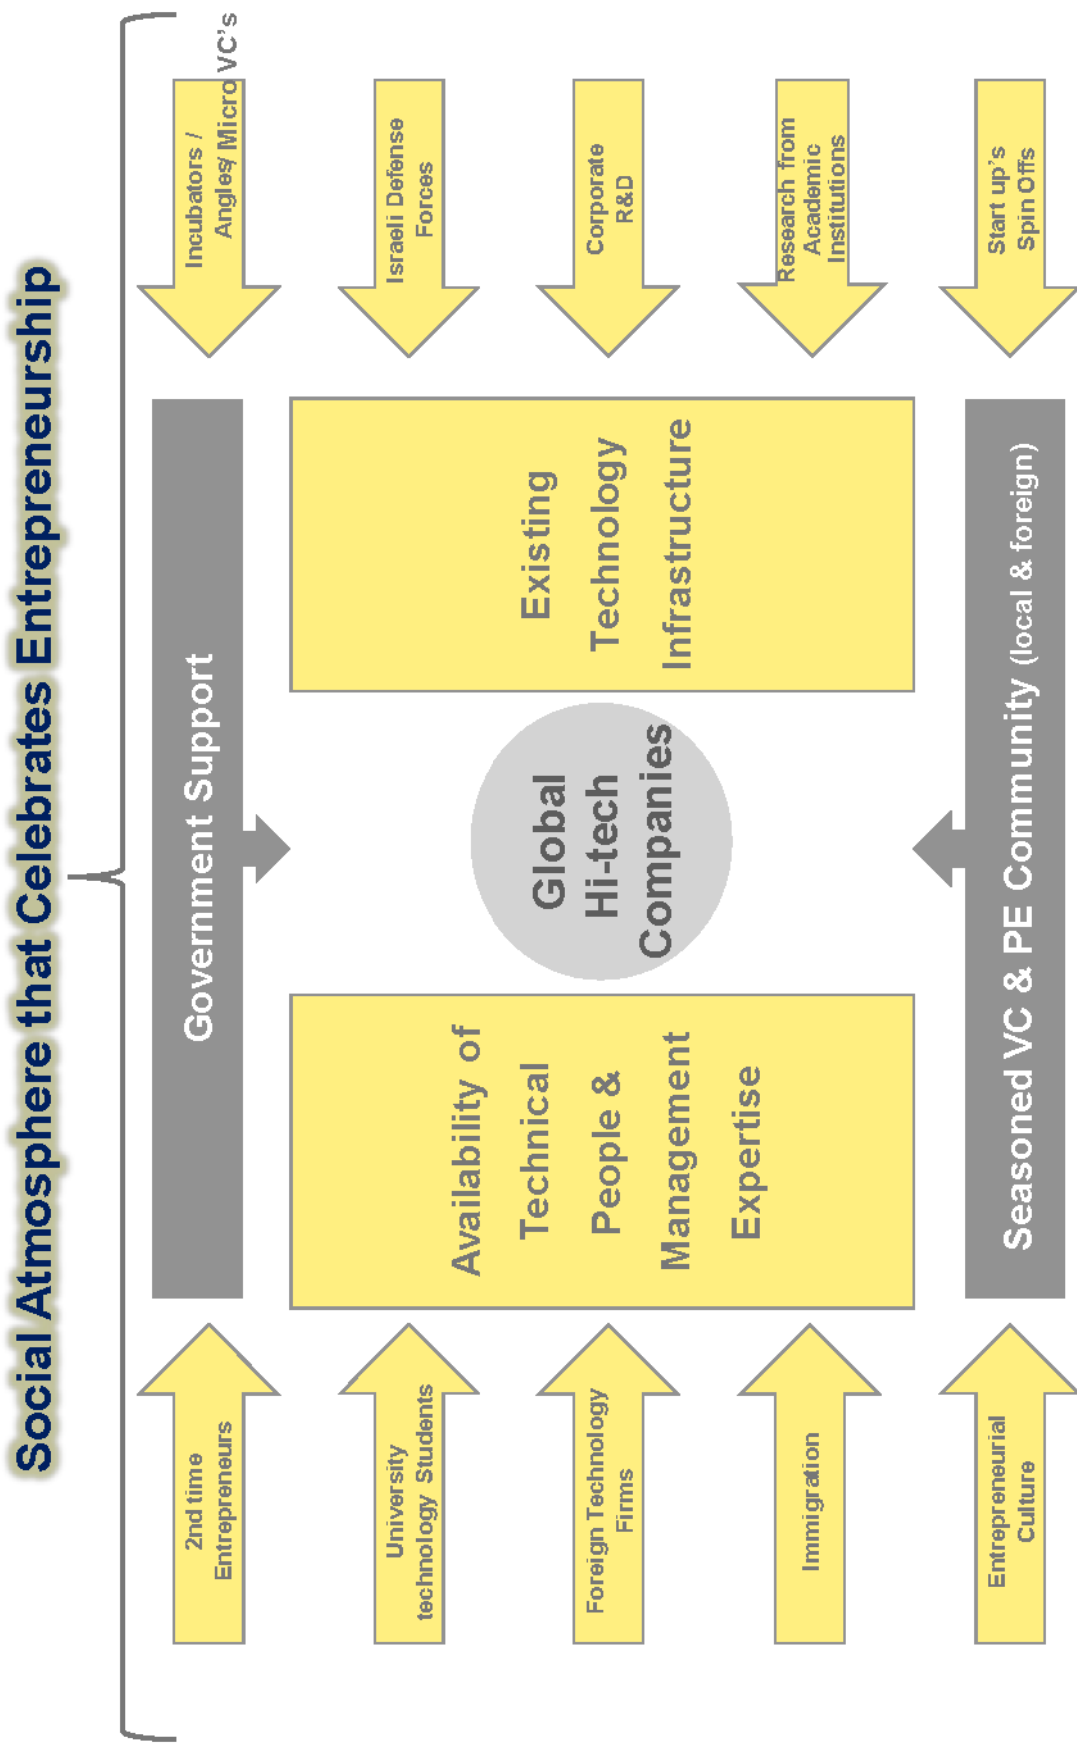 Social Atmosphere that Celebrates Entrepreneurship
2nd time
Entrepreneurs
University
technology Students
Foreign Technology
Firms
Immigration
Entrepreneurial
Culture
Government Support
Availability of
Technical
People &
Management
Expertise
Global
Hi-tech
Companies
Existing
Technology
Infrastructure
Seasoned VC & PE Community (local & foreign)
Incubators /
Angles/ Micro VC's
Israeli Defense
Forces
Corporate
R&D
Research from
Academic
Institutions
Start up's
Spin Offs